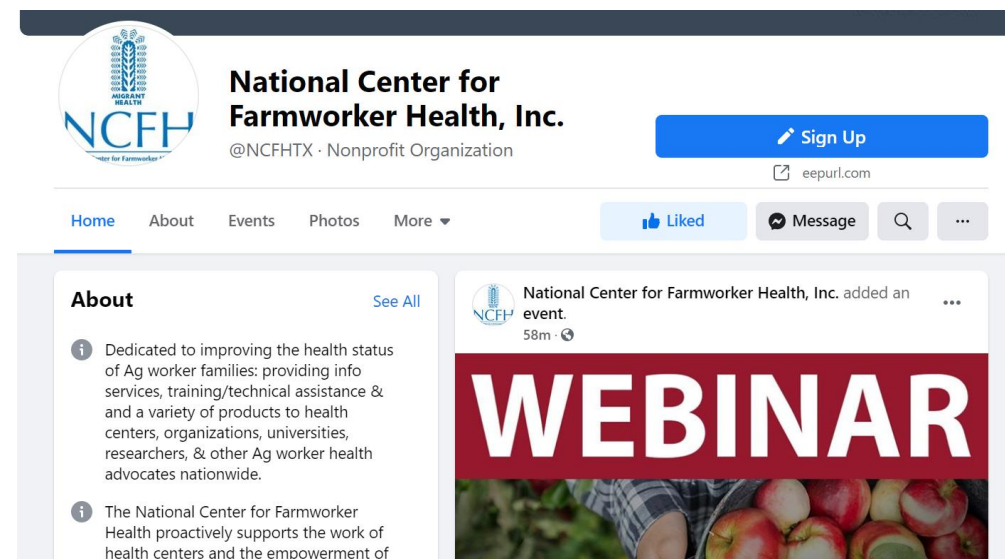 MIGRANT
HEALTH
NCFH
National Center for
Farmworker Health, Inc.
@NCFHTX · Nonprofit Organization
Sign Up
eepurl.com
Home About Events Photos More
Liked Message ...
About See All
Dedicated to improving the health status
of Ag worker families: providing info
services, training/technical assistance &
and a variety of products to health
centers, organizations, universities,
researchers, & other Ag worker health
advocates nationwide.
The National Center for Farmworker
Health proactively supports the work of
health centers and the empowerment of
NCFH
National Center for Farmworker Health, Inc. added an
event.
58m ·
WEBINAR